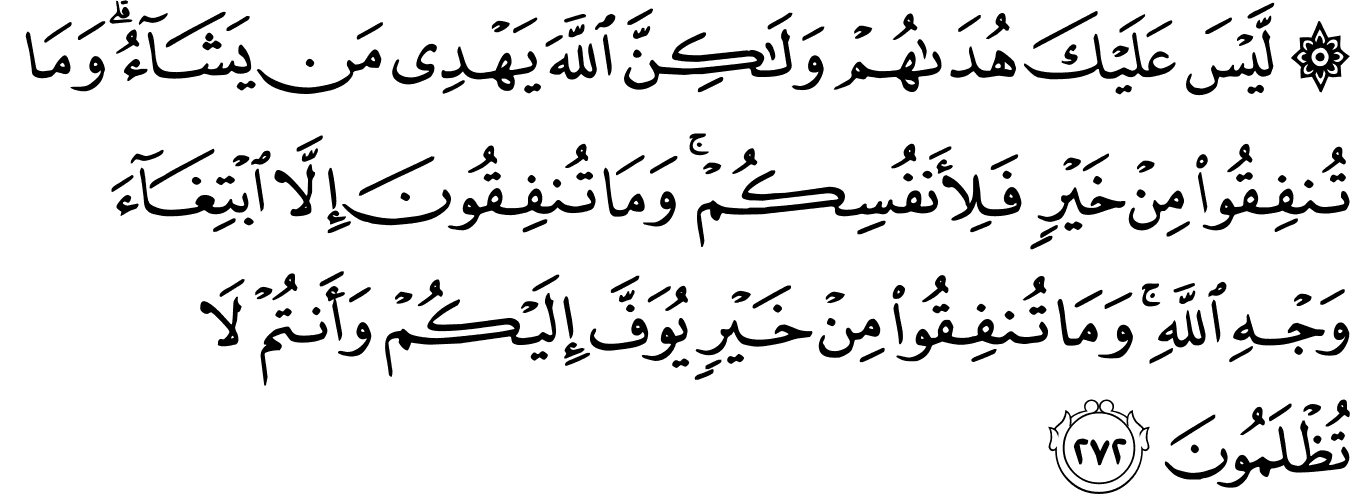 ۞ لَّيْسَ عَلَيْكَ هُدَىٰهُمْ وَلَـٰكِنَّ ٱللَّهَ يَهْدِى مَن يَشَآءُ ۗ وَمَا
تُنفِقُوا۟ مِنْ خَيْرٍ فَلِأَنفُسِكُمْ ۚ وَمَا تُنفِقُونَ إِلَّا ٱبْتِغَآءَ
وَجْهِ ٱللَّهِ ۚ وَمَا تُنفِقُوا۟ مِنْ خَيْرٍ يُوَفَّ إِلَيْكُمْ وَأَنتُمْ لَا
تُظْلَمُونَ ٢٧٢